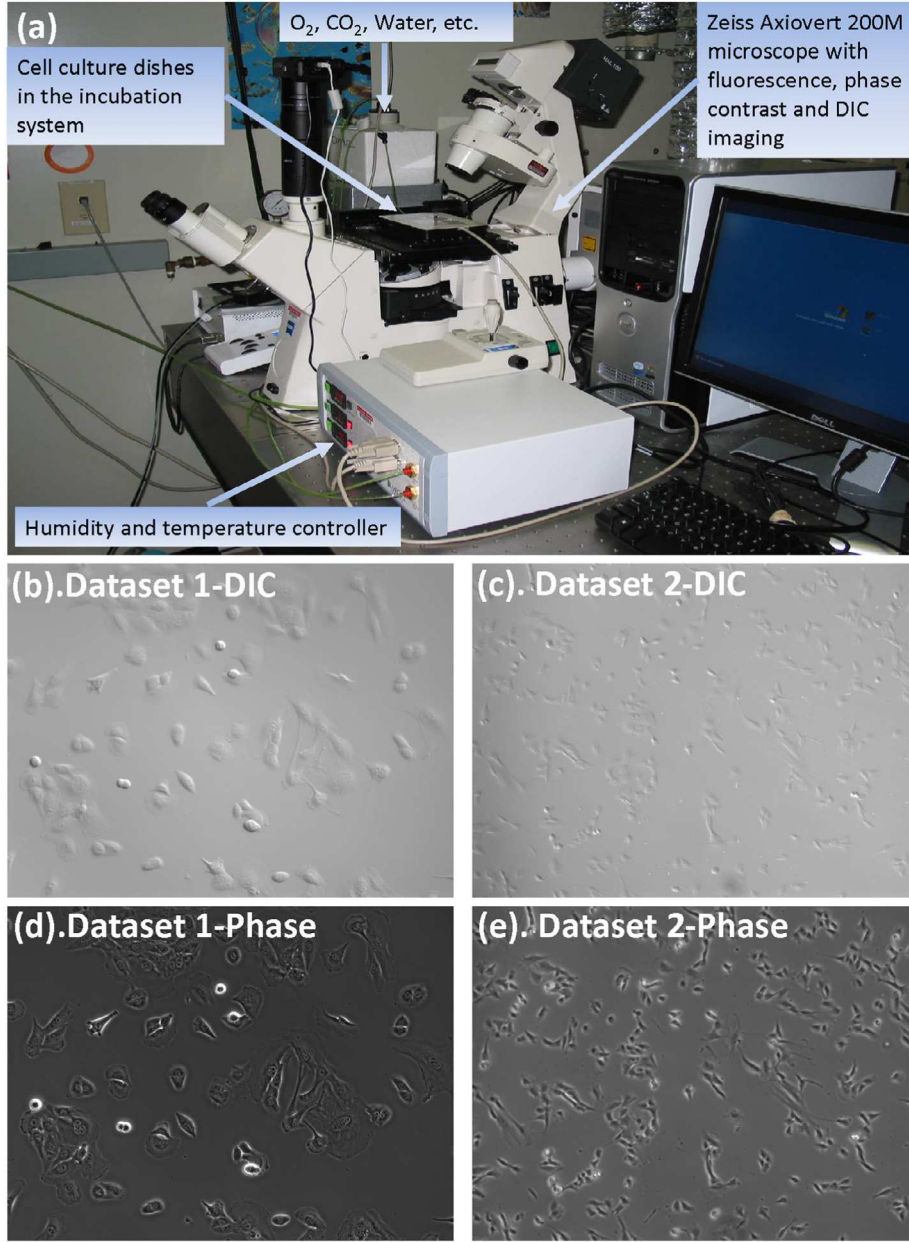 (a)
O₂, CO₂, Water, etc.
Cell culture dishes
in the incubation
system
Zeiss Axiovert 200M
microscope with
fluorescence, phase
contrast and DIC
imaging
DELL
Humidity and temperature controller
(b).Dataset 1-DIC
(c). Dataset 2-DIC
(d).Dataset 1-Phase
(e). Dataset 2-Phase